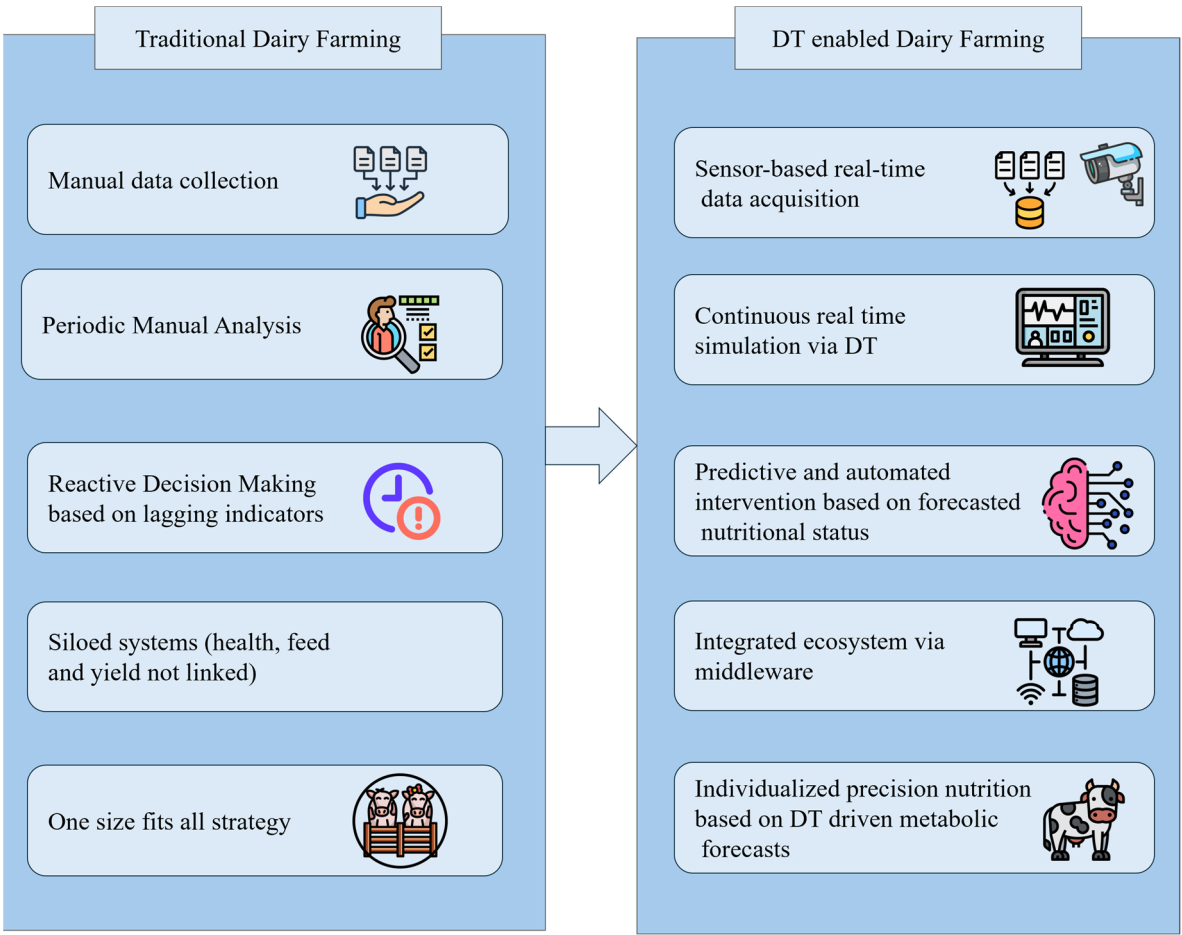 Traditional Dairy Farming
Manual data collection
Periodic Manual Analysis
Reactive Decision Making
based on lagging indicators
Siloed systems (health, feed
and yield not linked)
One size fits all strategy
DT enabled Dairy Farming
Sensor-based real-time
data acquisition
Continuous real time
simulation via DT
Predictive and automated
intervention based on forecasted
nutritional status
Integrated ecosystem via
middleware
Individualized precision nutrition
based on DT driven metabolic
forecasts